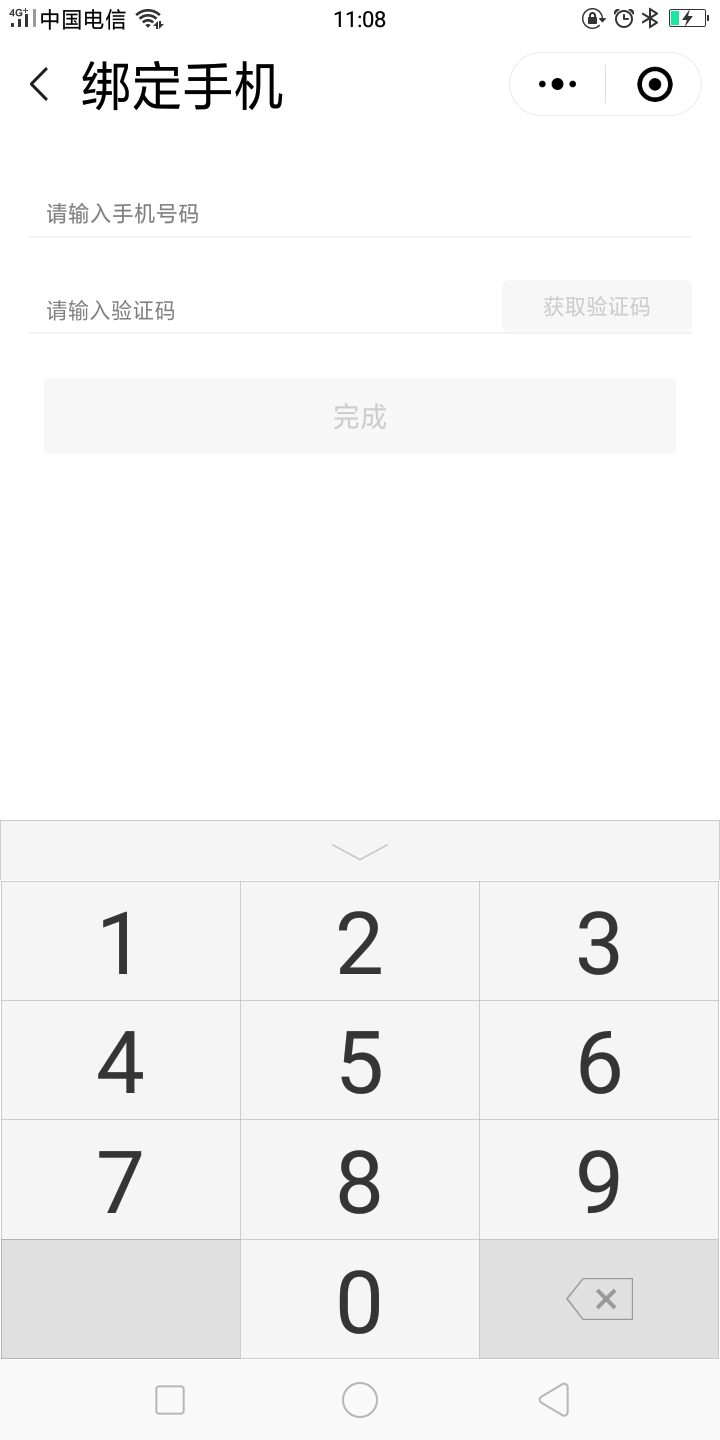 4G+ 中国电信 11:08
绑定手机
请输入手机号码
请输入验证码 获取验证码
完成
1 2 3
4 5 6
7 8 9
0